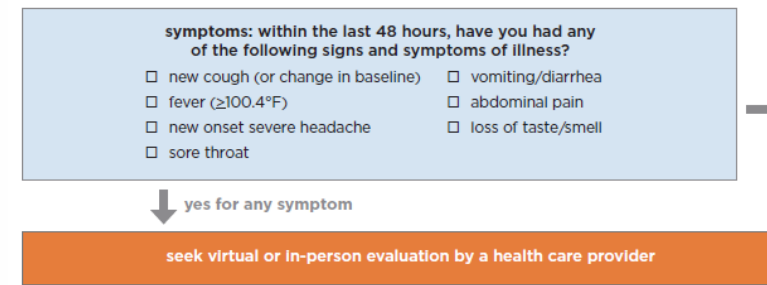 symptoms: within the last 48 hours, have you had any
of the following signs and symptoms of illness?
☐ new cough (or change in baseline)
☐ fever (≥100.4°F)
☐ new onset severe headache
☐ sore throat
☐ vomiting/diarrhea
☐ abdominal pain
☐ loss of taste/smell
yes for any symptom
seek virtual or in-person evaluation by a health care provider